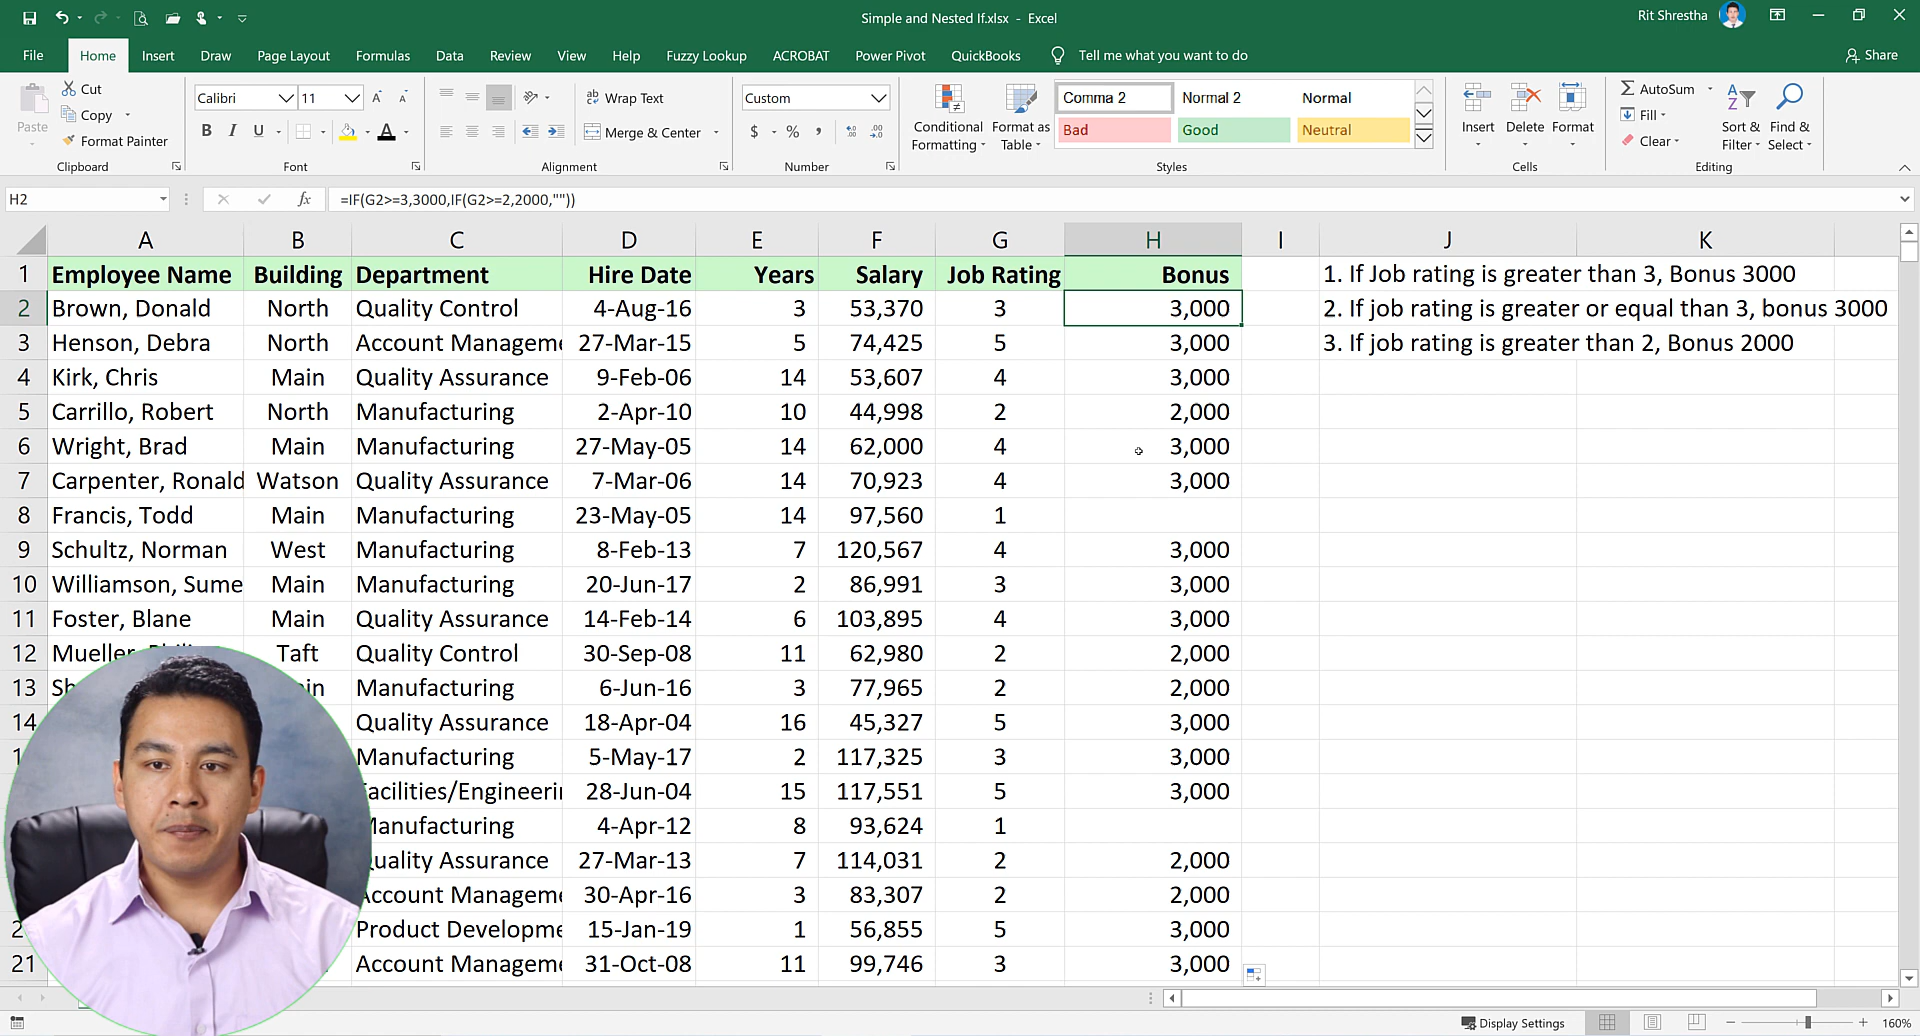 Simple and Nested If.xlsx - Excel
Rit Shrestha
File Home Insert Draw Page Layout Formulas Data Review View Help Fuzzy Lookup ACROBAT Power Pivot QuickBooks Tell me what you want to do Share
Paste
Cut
Copy
Format Painter
Clipboard
Calibri 11
B I U
Font
Wrap Text
Merge & Center
Alignment
Custom
$ % ,
Number
Conditional Formatting
Format as Table
Comma 2 Normal 2 Normal
Bad Good Neutral
Styles
Insert Delete Format
Cells
AutoSum
Fill
Clear
Sort & Filter
Find & Select
Editing
H2 fx =IF(G2>=3,3000,IF(G2>=2,2000,""))
A B C D E F G H I J K
1 Employee Name Building Department Hire Date Years Salary Job Rating Bonus 1. If Job rating is greater than 3, Bonus 3000
2 Brown, Donald North Quality Control 4-Aug-16 3 53,370 3 3,000 2. If job rating is greater or equal than 3, bonus 3000
3 Henson, Debra North Account Manageme 27-Mar-15 5 74,425 5 3,000 3. If job rating is greater than 2, Bonus 2000
4 Kirk, Chris Main Quality Assurance 9-Feb-06 14 53,607 4 3,000
5 Carrillo, Robert North Manufacturing 2-Apr-10 10 44,998 2 2,000
6 Wright, Brad Main Manufacturing 27-May-05 14 62,000 4 3,000
7 Carpenter, Ronald Watson Quality Assurance 7-Mar-06 14 70,923 4 3,000
8 Francis, Todd Main Manufacturing 23-May-05 14 97,560 1
9 Schultz, Norman West Manufacturing 8-Feb-13 7 120,567 4 3,000
10 Williamson, Sume Main Manufacturing 20-Jun-17 2 86,991 3 3,000
11 Foster, Blane Main Quality Assurance 14-Feb-14 6 103,895 4 3,000
12 Mueller, Taft Quality Control 30-Sep-08 11 62,980 2 2,000
13 Manufacturing 6-Jun-16 3 77,965 2 2,000
14 Quality Assurance 18-Apr-04 16 45,327 5 3,000
Manufacturing 5-May-17 2 117,325 3 3,000
Facilities/Engineerin 28-Jun-04 15 117,551 5 3,000
Manufacturing 4-Apr-12 8 93,624 1
Quality Assurance 27-Mar-13 7 114,031 2 2,000
Account Manageme 30-Apr-16 3 83,307 2 2,000
Product Developme 15-Jan-19 1 56,855 5 3,000
21 Account Manageme 31-Oct-08 11 99,746 3 3,000
Display Settings 160%